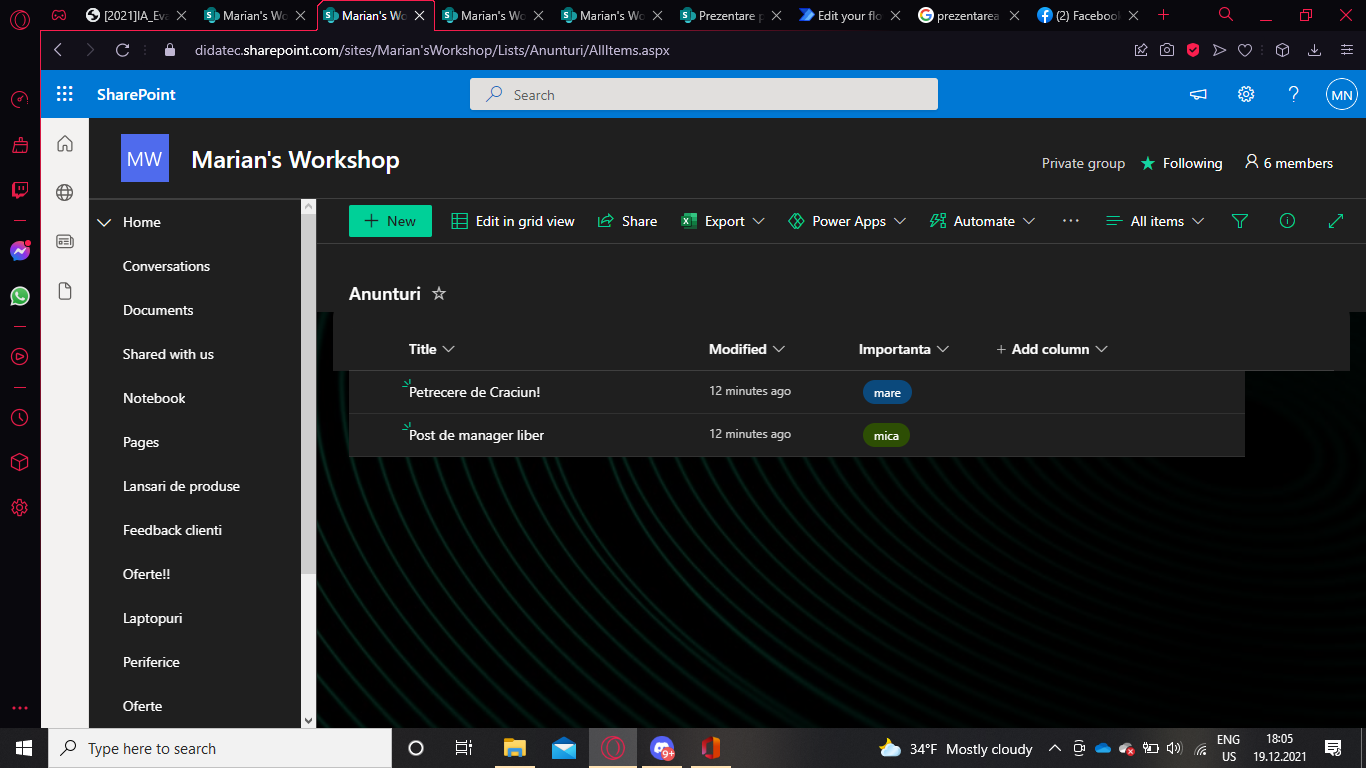 [2021]IA_Eva
Marian's Wo
Marian's Wo
Marian's Wo
Marian's Wo
Prezentare p
Edit your flo
prezentarea
(2) Facebook
didatec.sharepoint.com/sites/Marian'sWorkshop/Lists/Anunturi/AllItems.aspx
SharePoint
Search
?
MN
MW
Marian's Workshop
Private group
Following
6 members
Home
Conversations
Documents
Shared with us
Notebook
Pages
Lansari de produse
Feedback clienti
Oferte!!
Laptopuri
Periferice
Oferte
+ New
Edit in grid view
Share
Export
Power Apps
Automate
...
All items
Anunturi
Title
Modified
Importanta
+ Add column
Petrecere de Craciun!
12 minutes ago
mare
Post de manager liber
12 minutes ago
mica
Type here to search
9+
34°F Mostly cloudy
ENG
US
18:05
19.12.2021